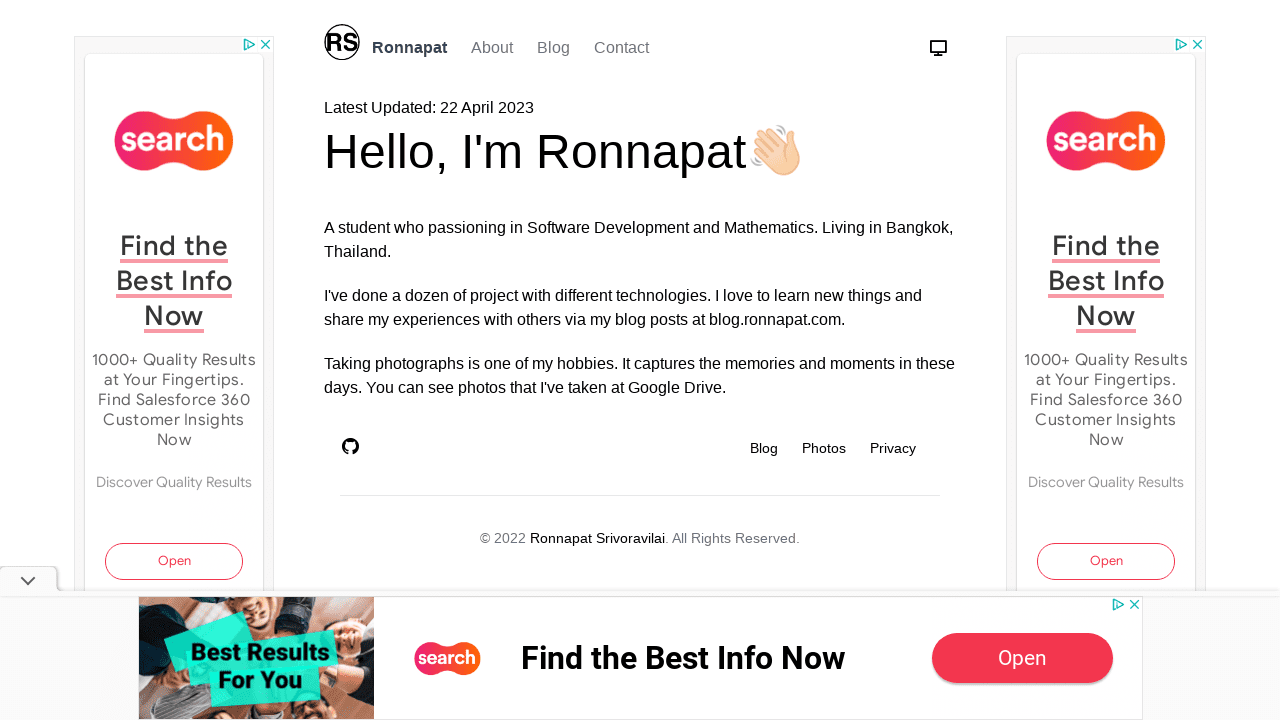 RS Ronnapat About Blog Contact
Latest Updated: 22 April 2023
Hello, I'm Ronnapat
A student who passioning in Software Development and Mathematics. Living in Bangkok,
Thailand.
I've done a dozen of project with different technologies. I love to learn new things and
share my experiences with others via my blog posts at blog.ronnapat.com.
Taking photographs is one of my hobbies. It captures the memories and moments in these
days. You can see photos that I've taken at Google Drive.
Blog Photos Privacy
© 2022 Ronnapat Srivoravilai. All Rights Reserved.
search
Find the
Best Info
Now
1000+ Quality Results
at Your Fingertips.
Find Salesforce 360
Customer Insights
Now
Discover Quality Results
Open
search
Find the
Best Info
Now
1000+ Quality Results
at Your Fingertips.
Find Salesforce 360
Customer Insights
Now
Discover Quality Results
Open
Best Results
For You
search
Find the Best Info Now
Open